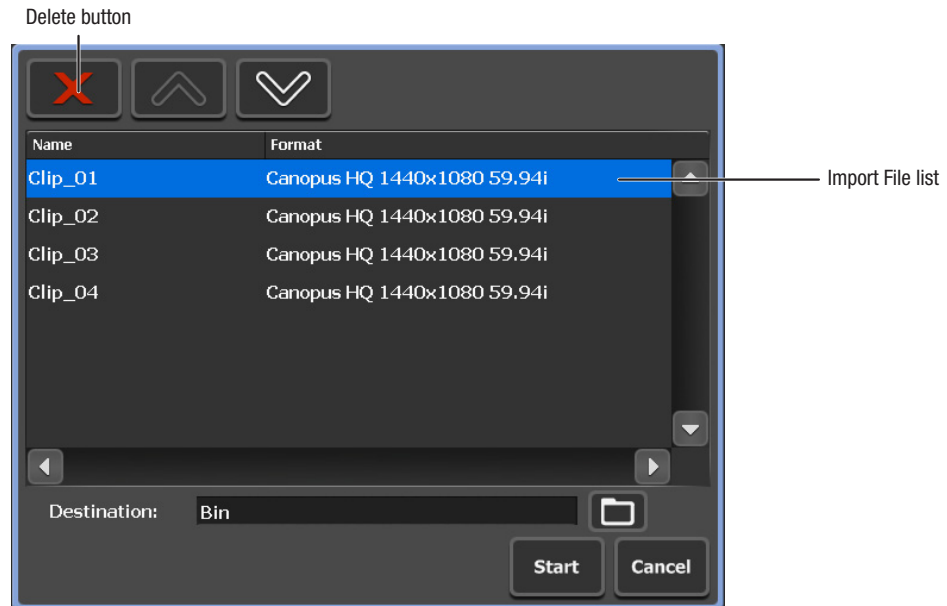 Delete button
Name Format
Clip_01 Canopus HQ 1440x1080 59.94i
Import File list
Clip_02 Canopus HQ 1440x1080 59.94i
Clip_03 Canopus HQ 1440x1080 59.94i
Clip_04 Canopus HQ 1440x1080 59.94i
Destination: Bin
Start Cancel